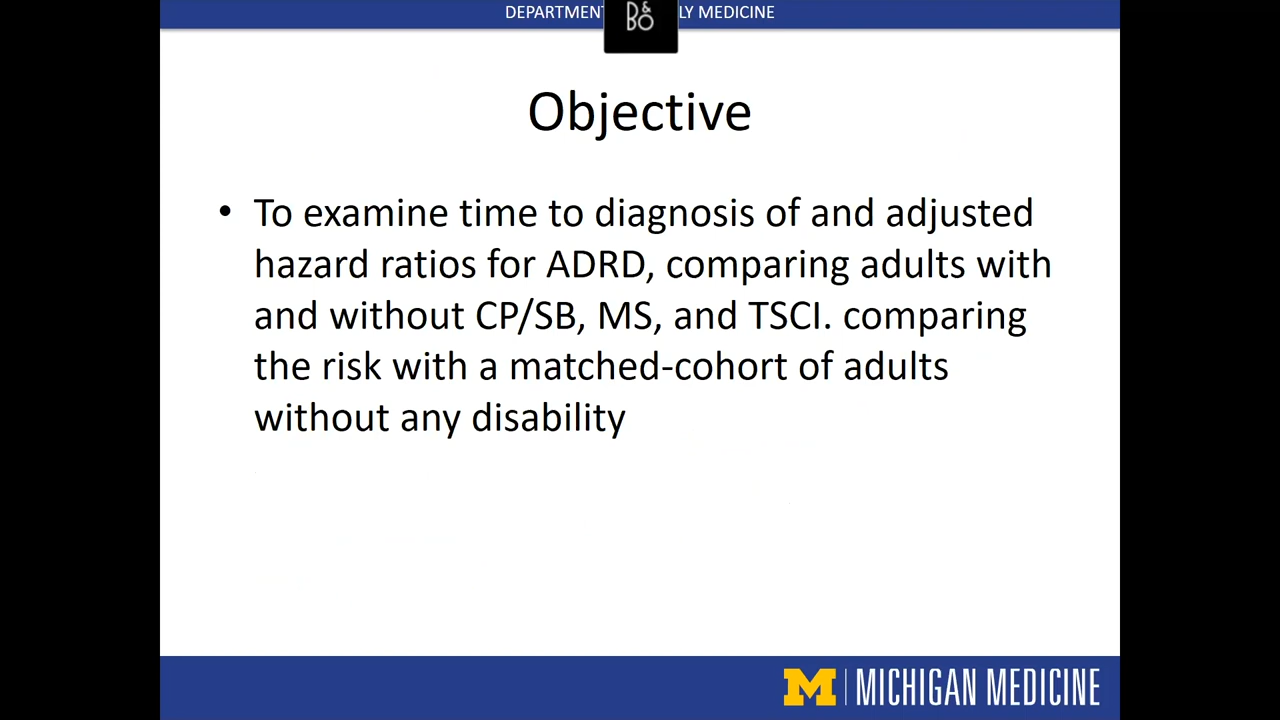 DEPARTMENT LY MEDICINE
B&
BO
Objective
• To examine time to diagnosis of and adjusted
hazard ratios for ADRD, comparing adults with
and without CP/SB, MS, and TSCI. comparing
the risk with a matched-cohort of adults
without any disability
M | MICHIGAN MEDICINE